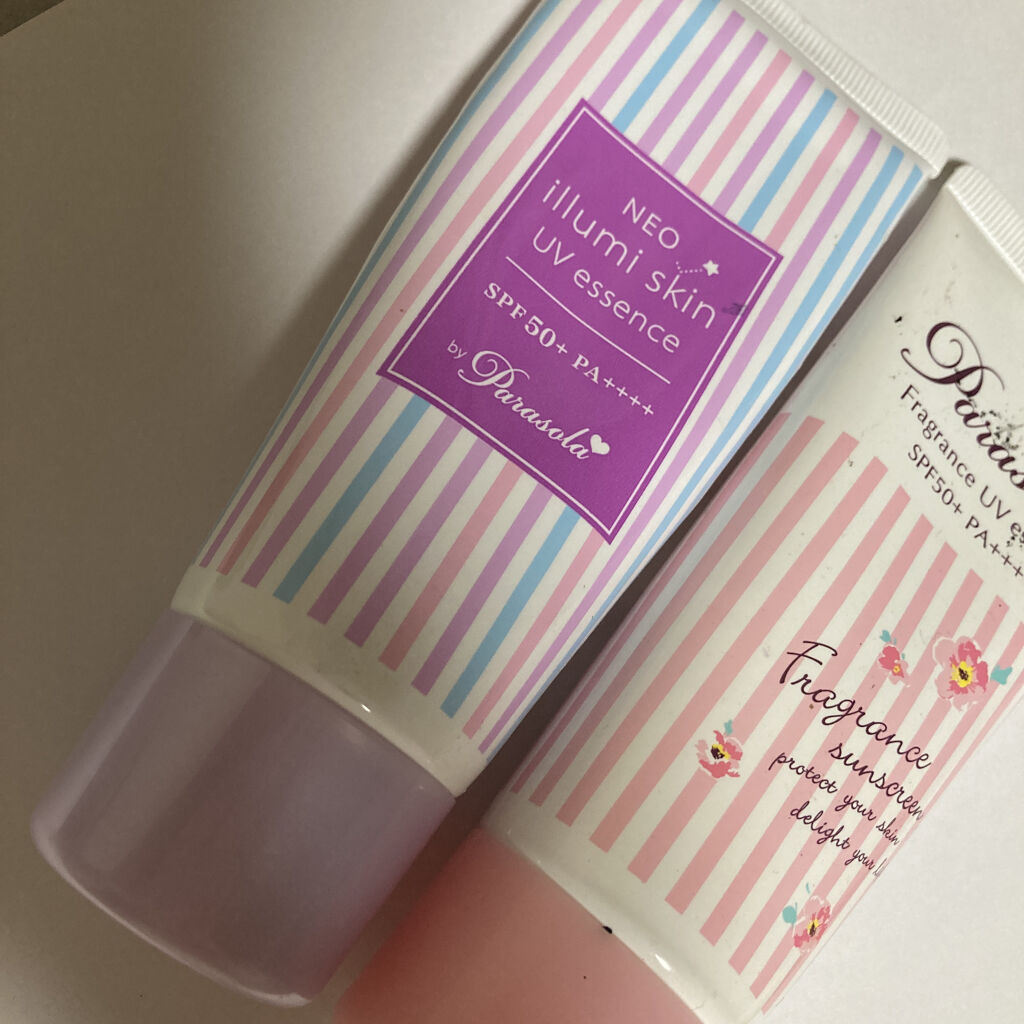 NEO
illumi skin
UV essence
SPF 50+ PA++++
by Parasola
Fragrance UV
SPF50+ PA+++
Fragrance
sunscreen
protect your skin
delight your